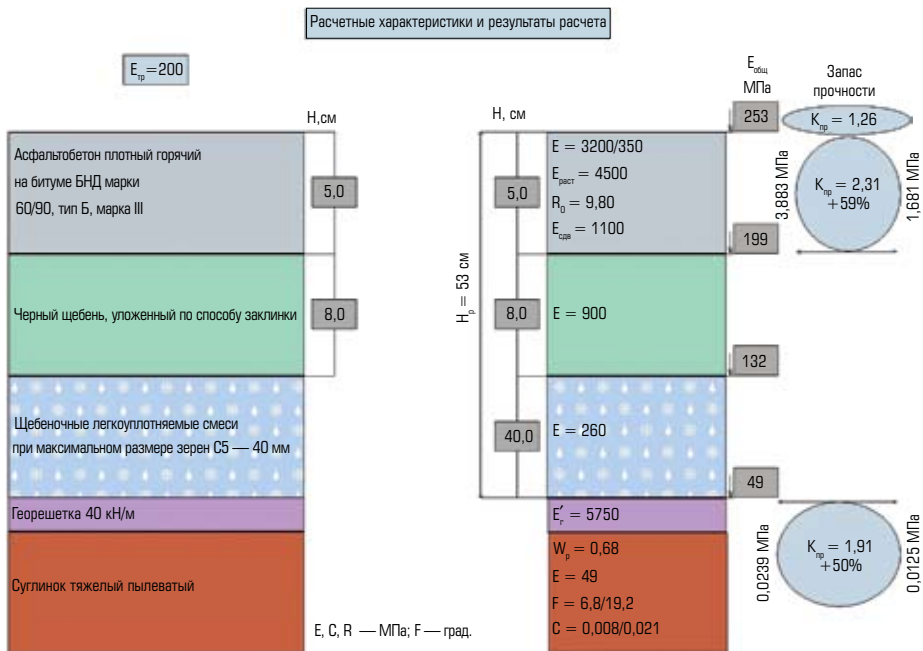 Расчетные характеристики и результаты расчета
Eтр=200
H,см
Асфальтобетон плотный горячий
на битуме БНД марки
60/90, тип Б, марка III
5,0
Черный щебень, уложенный по способу заклинки
8,0
Щебеночные легкоуплотняемые смеси
при максимальном размере зерен С5 — 40 мм
Георешетка 40 кН/м
Суглинок тяжелый пылеватый
E, C, R — МПа; F — град.
H, см
Hр = 53 см
5,0
8,0
40,0
E = 3200/350
Eраст = 4500
R0 = 9,80
Eсдв = 1100
E = 900
E = 260
E′г = 5750
Wр = 0,68
E = 49
F = 6,8/19,2
C = 0,008/0,021
Eобщ
МПа
253
199
132
49
Запас
прочности
Kпр = 1,26
3,883 МПа
Kпр = 2,31
+59%
1,681 МПа
0,0239 МПа
Kпр = 1,91
+50%
0,0125 МПа